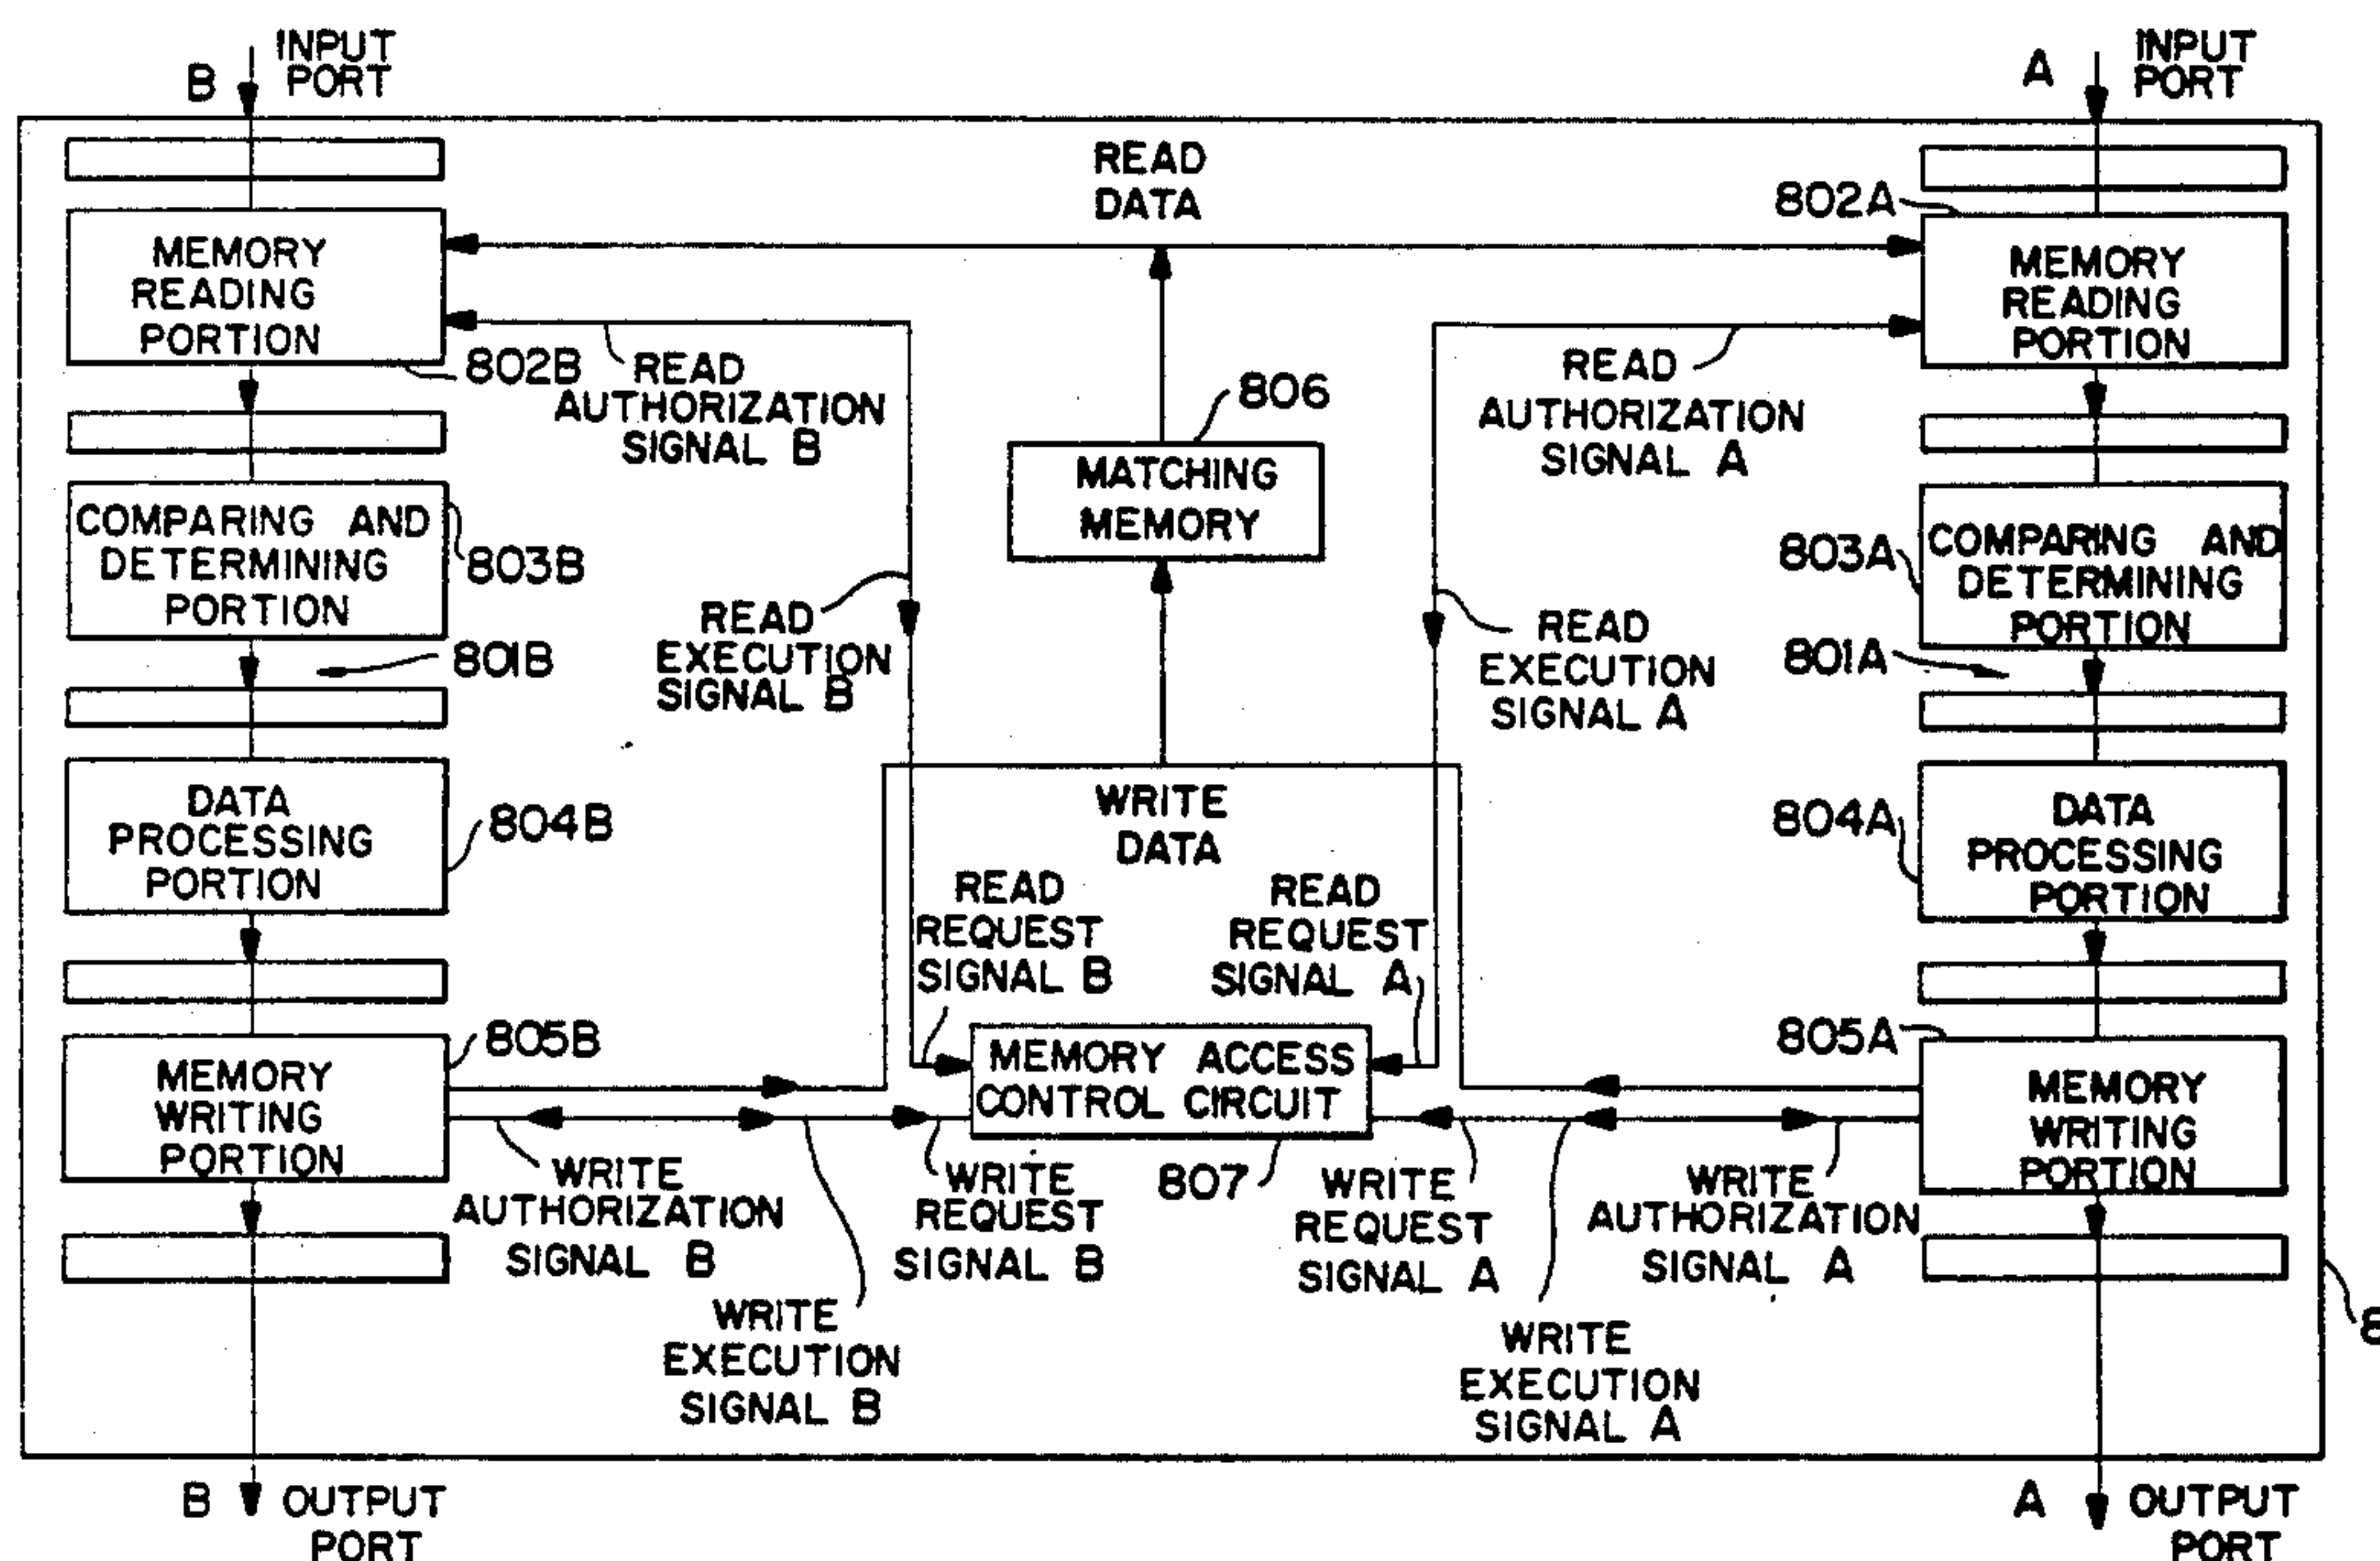 B
INPUT
PORT
A
INPUT
PORT
READ
DATA
802A
MEMORY
READING
PORTION
802B
READ
AUTHORIZATION
SIGNAL B
806
MATCHING
MEMORY
READ
AUTHORIZATION
SIGNAL A
MEMORY
READING
PORTION
COMPARING AND
DETERMINING
PORTION
803B
801B
READ
EXECUTION
SIGNAL B
READ
EXECUTION
SIGNAL A
803A
COMPARING AND
DETERMINING
PORTION
801A
DATA
PROCESSING
PORTION
804B
WRITE
DATA
READ
REQUEST
SIGNAL B
READ
REQUEST
SIGNAL A
804A
DATA
PROCESSING
PORTION
MEMORY
WRITING
PORTION
805B
MEMORY ACCESS
CONTROL CIRCUIT
807
805A
MEMORY
WRITING
PORTION
WRITE
AUTHORIZATION
SIGNAL B
WRITE
REQUEST
SIGNAL B
WRITE
REQUEST
SIGNAL A
WRITE
AUTHORIZATION
SIGNAL A
WRITE
EXECUTION
SIGNAL B
WRITE
EXECUTION
SIGNAL A
B
OUTPUT
PORT
A
OUTPUT
PORT